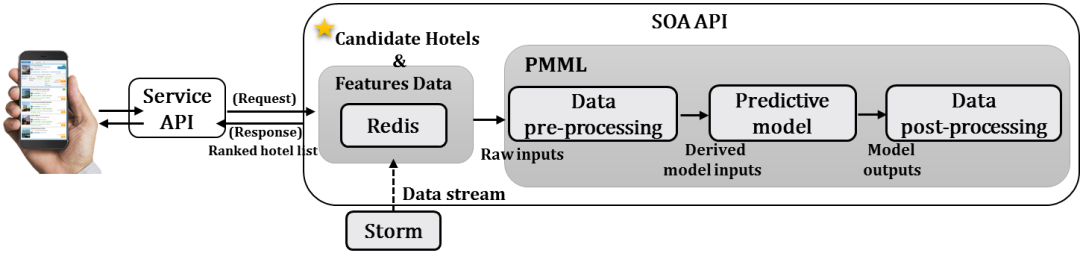 SOA API
Candidate Hotels
&
Features Data
Redis
PMML
Service
API
(Request)
(Response)
Ranked hotel list
Data
pre-processing
Predictive
model
Data
post-processing
Raw inputs
Derived
model inputs
Model
outputs
Data stream
Storm